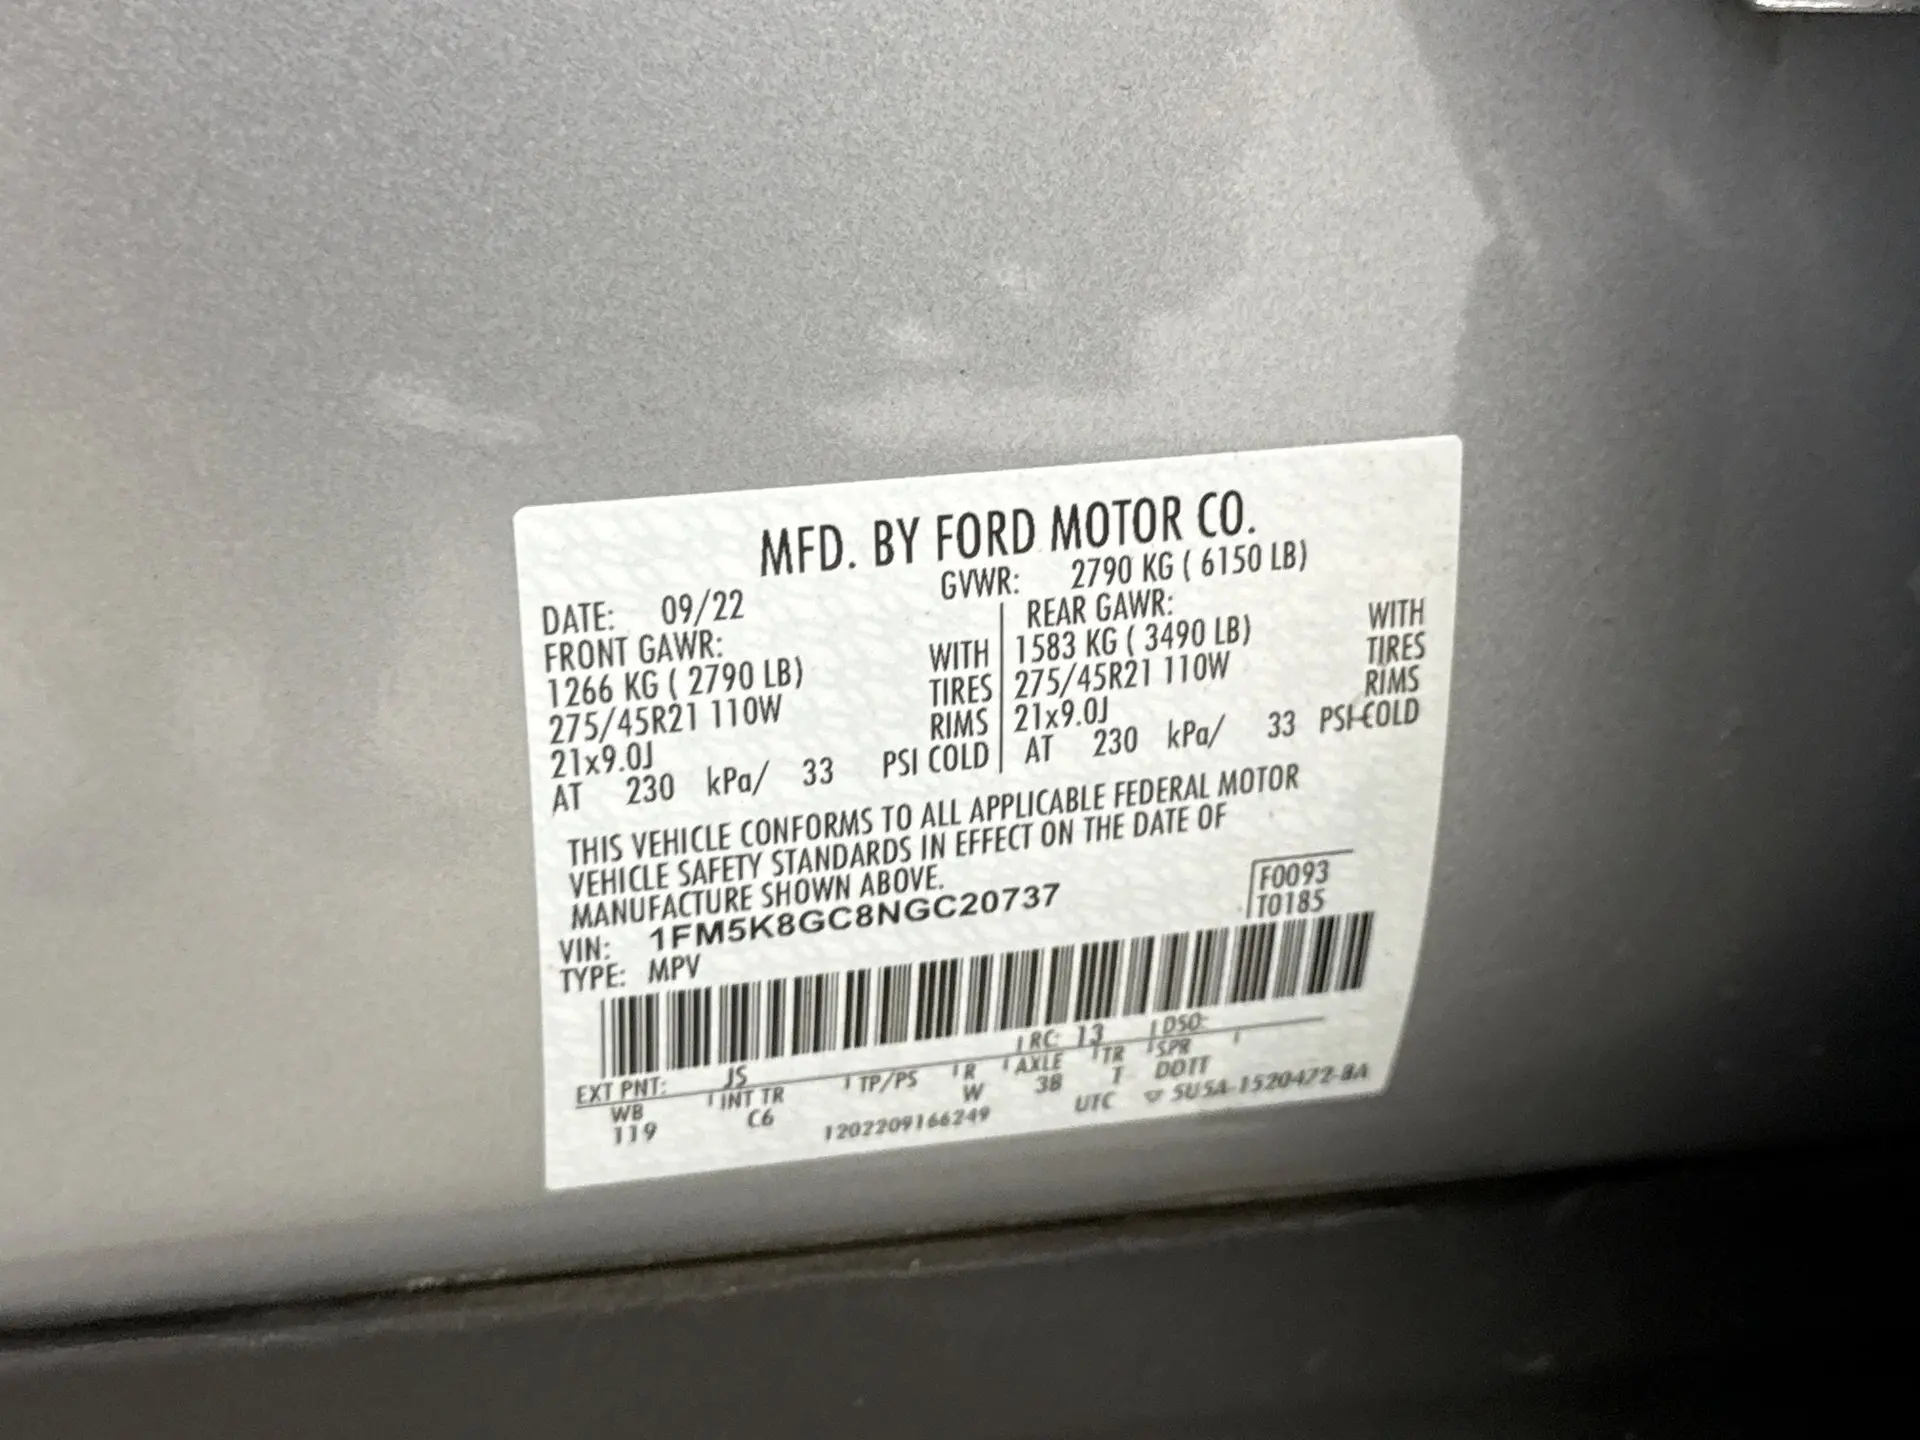 MFD. BY FORD MOTOR CO.
DATE: 09/22 GVWR: 2790 KG ( 6150 LB)
FRONT GAWR: REAR GAWR:
1266 KG ( 2790 LB) WITH 1583 KG ( 3490 LB) WITH
275/45R21 110W TIRES 275/45R21 110W TIRES
21x9.0J RIMS 21x9.0J RIMS
AT 230 kPa/ 33 PSI COLD AT 230 kPa/ 33 PSI COLD
THIS VEHICLE CONFORMS TO ALL APPLICABLE FEDERAL MOTOR
VEHICLE SAFETY STANDARDS IN EFFECT ON THE DATE OF
MANUFACTURE SHOWN ABOVE.
VIN: 1FM5K8GC8NGC20737 F0093
TYPE: MPV T0185
EXT PNT: JS RC: 13 DSO:
WB INT TR TP/PS R AXLE TR SPR
119 C6 W 3B T DOTT
1202209166249 UTC 5U5A-1520472-BA